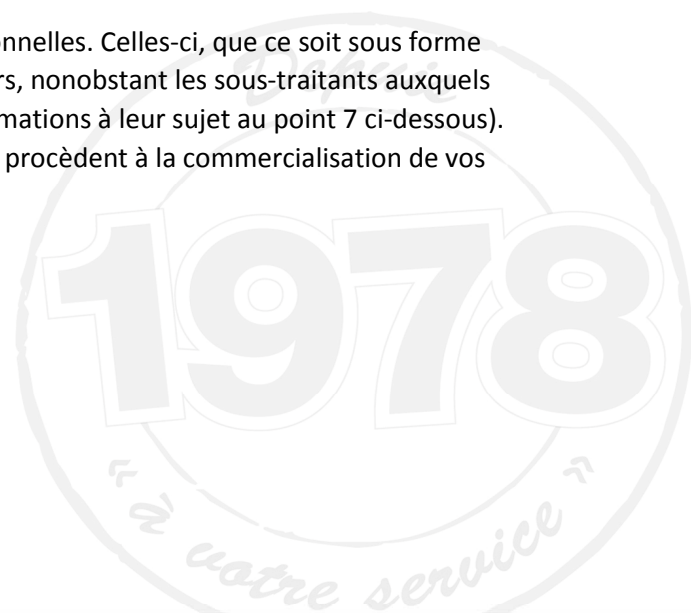 onnelles. Celles-ci, que ce soit sous forme
rs, nonobstant les sous-traitants auxquels
mations à leur sujet au point 7 ci-dessous).
procèdent à la commercialisation de vos
Depuis
1978
« à votre service »